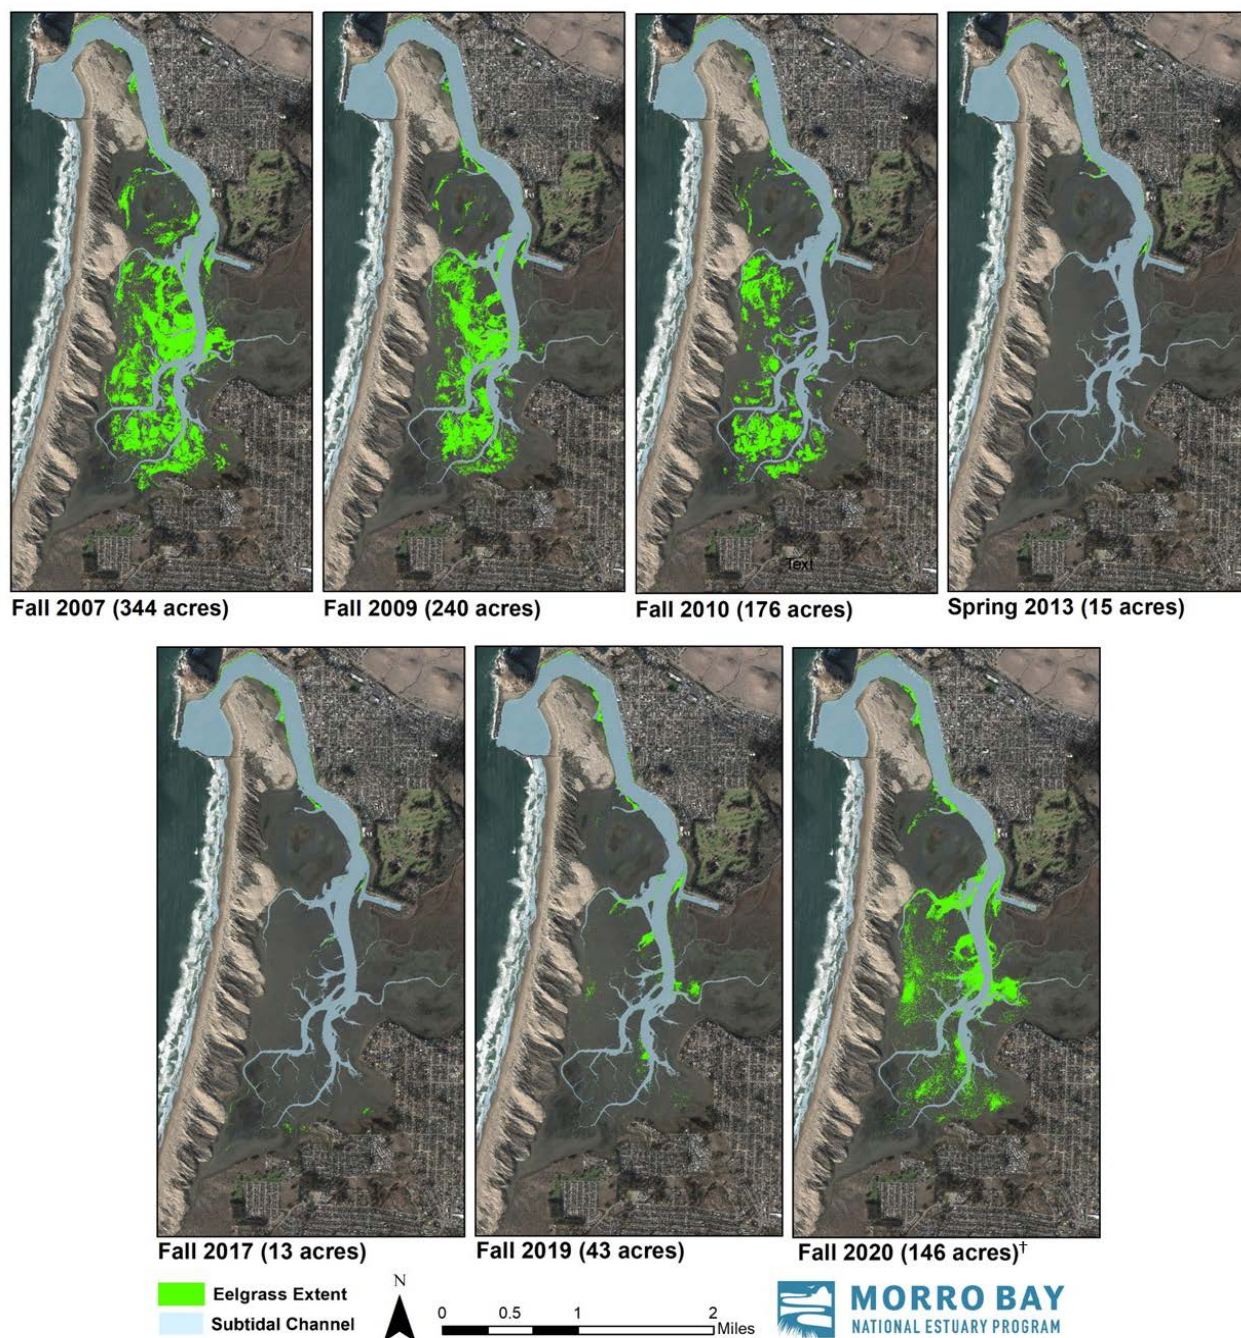 Text
Fall 2007 (344 acres)
Fall 2009 (240 acres)
Fall 2010 (176 acres)
Spring 2013 (15 acres)
Fall 2017 (13 acres)
Fall 2019 (43 acres)
Fall 2020 (146 acres)†
Eelgrass Extent
Subtidal Channel
N
0 0.5 1 2
Miles
MORRO BAY
NATIONAL ESTUARY PROGRAM